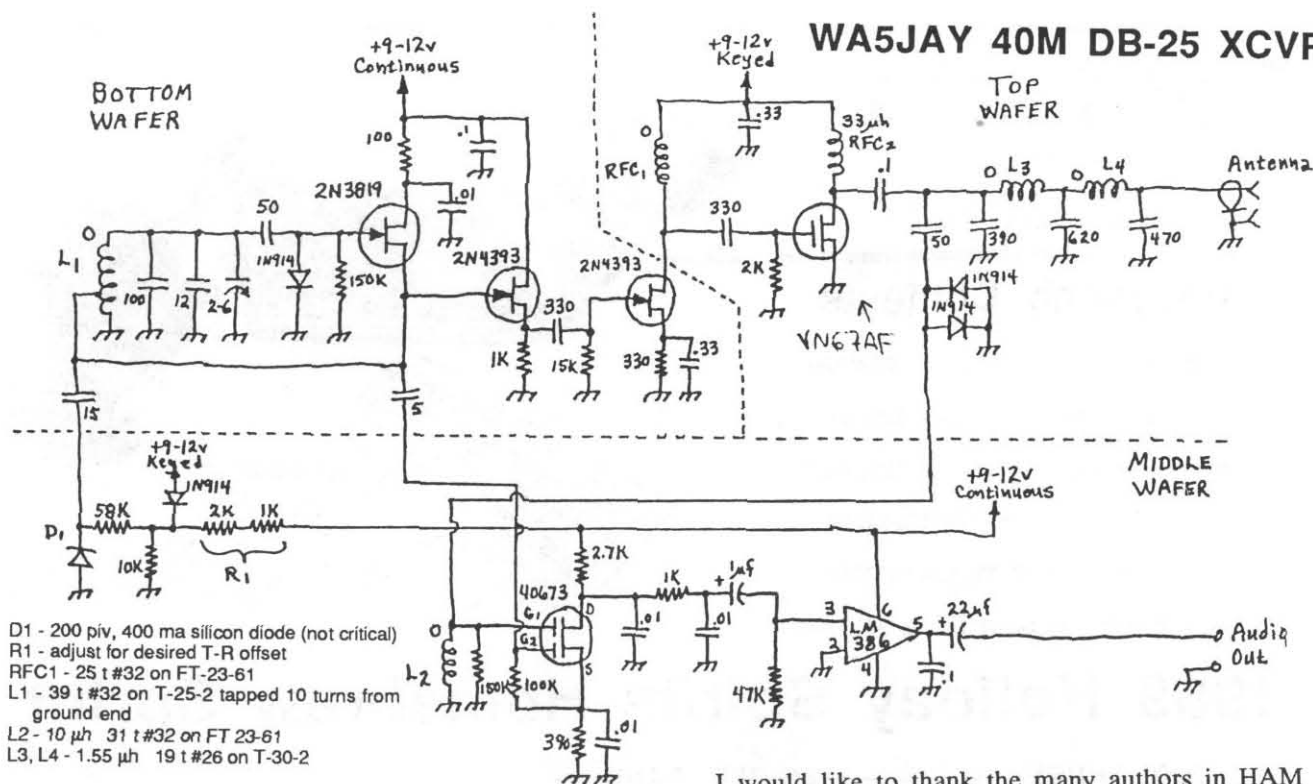 WA5JAY 40M DB-25 XCVR
BOTTOM
WAFER
+9-12v
Continuous
+9-12v
Keyed
TOP
WAFER
100
.1
.33
33µh
RFC2
RFC1
2N3819
.01
.1
L3
L4
Antenna
L1
50
1N914
150K
2N4393
2N4393
330
2K
VN67AF
50
390
620
470
1N914
1N914
100
12
2-6
330
1K
15K
330
.33
15
5
+9-12v
Keyed
1N914
+9-12v
Continuous
MIDDLE
WAFER
D1
58K
2K
1K
10K
R1
2.7K
40673
G1
D
G2
S
1K
1µf
.01
.01
3
6
LM
386
5
2
4
22µf
Audio
Out
L2
150K
100K
390
.01
47K
.1
D1 - 200 piv, 400 ma silicon diode (not critical)
R1 - adjust for desired T-R offset
RFC1 - 25 t #32 on FT-23-61
L1 - 39 t #32 on T-25-2 tapped 10 turns from
ground end
L2 - 10 µh 31 t #32 on FT 23-61
L3, L4 - 1.55 µh 19 t #26 on T-30-2
I would like to thank the many authors in HAM